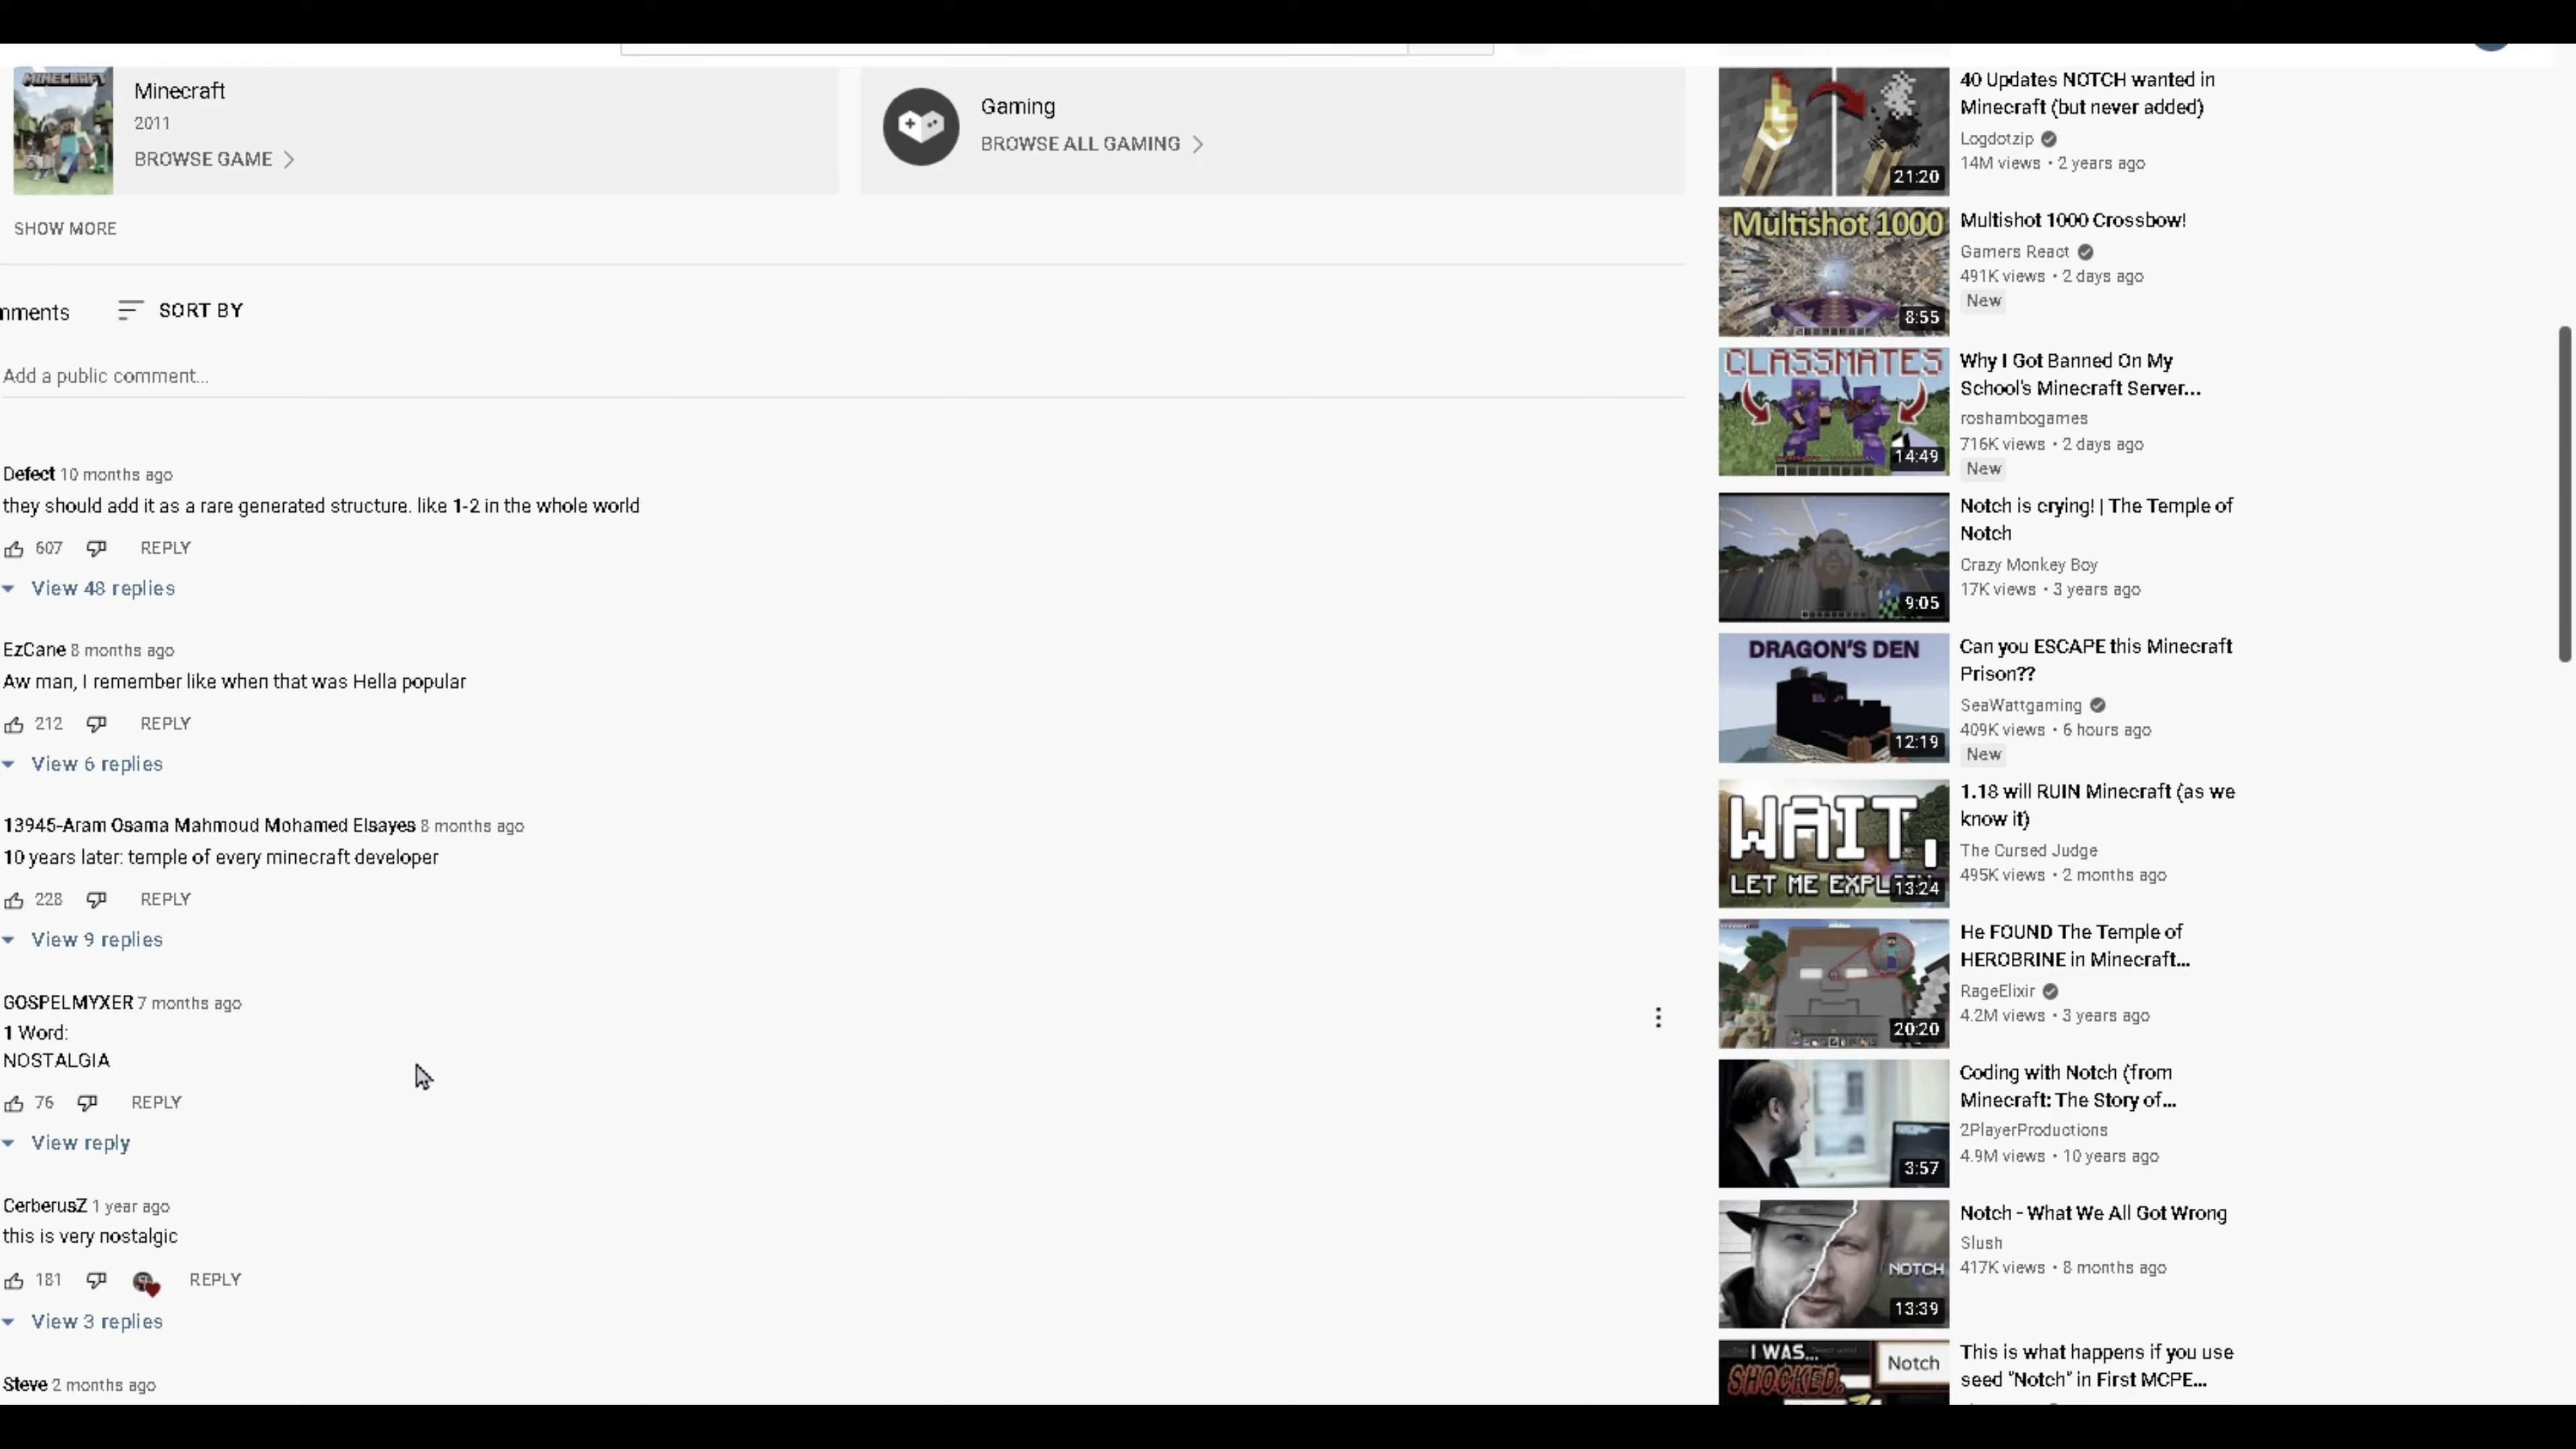 Minecraft
2011
BROWSE GAME
Gaming
BROWSE ALL GAMING
SHOW MORE
mments
SORT BY
Add a public comment...
Defect 10 months ago
they should add it as a rare generated structure. like 1-2 in the whole world
607
REPLY
View 48 replies
EzCane 8 months ago
Aw man, I remember like when that was Hella popular
212
REPLY
View 6 replies
13945-Aram Osama Mahmoud Mohamed Elsayes 8 months ago
10 years later: temple of every minecraft developer
228
REPLY
View 9 replies
GOSPELMYXER 7 months ago
1 Word:
NOSTALGIA
76
REPLY
View reply
CerberusZ 1 year ago
this is very nostalgic
181
REPLY
View 3 replies
Steve 2 months ago
21:20
40 Updates NOTCH wanted in
Minecraft (but never added)
Logdotzip
14M views • 2 years ago
Multishot 1000
8:55
Multishot 1000 Crossbow!
Gamers React
491K views • 2 days ago
New
CLASSMATES
14:49
Why I Got Banned On My
School's Minecraft Server...
roshambogames
716K views • 2 days ago
New
9:05
Notch is crying! | The Temple of
Notch
Crazy Monkey Boy
17K views • 3 years ago
DRAGON'S DEN
12:19
Can you ESCAPE this Minecraft
Prison??
SeaWattgaming
409K views • 6 hours ago
New
WAIT,
LET ME EXPL
13:24
1.18 will RUIN Minecraft (as we
know it)
The Cursed Judge
495K views • 2 months ago
20:20
He FOUND The Temple of
HEROBRINE in Minecraft...
RageElixir
4.2M views • 3 years ago
3:57
Coding with Notch (from
Minecraft: The Story of...
2PlayerProductions
4.9M views • 10 years ago
NOTCH
13:39
Notch - What We All Got Wrong
Slush
417K views • 8 months ago
I WAS...
SHOCKED.
Notch
This is what happens if you use
seed "Notch" in First MCPE...